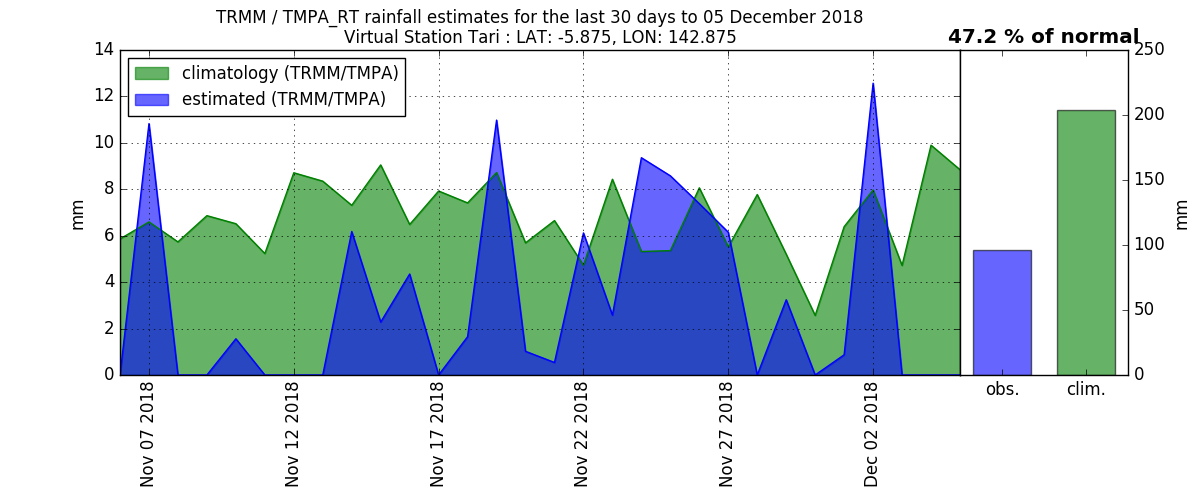 TRMM / TMPA_RT rainfall estimates for the last 30 days to 05 December 2018
Virtual Station Tari : LAT: -5.875, LON: 142.875
47.2 % of normal
climatology (TRMM/TMPA)
estimated (TRMM/TMPA)
14
12
10
8
6
4
2
0
mm
Nov 07 2018
Nov 12 2018
Nov 17 2018
Nov 22 2018
Nov 27 2018
Dec 02 2018
250
200
150
100
50
0
mm
obs.
clim.